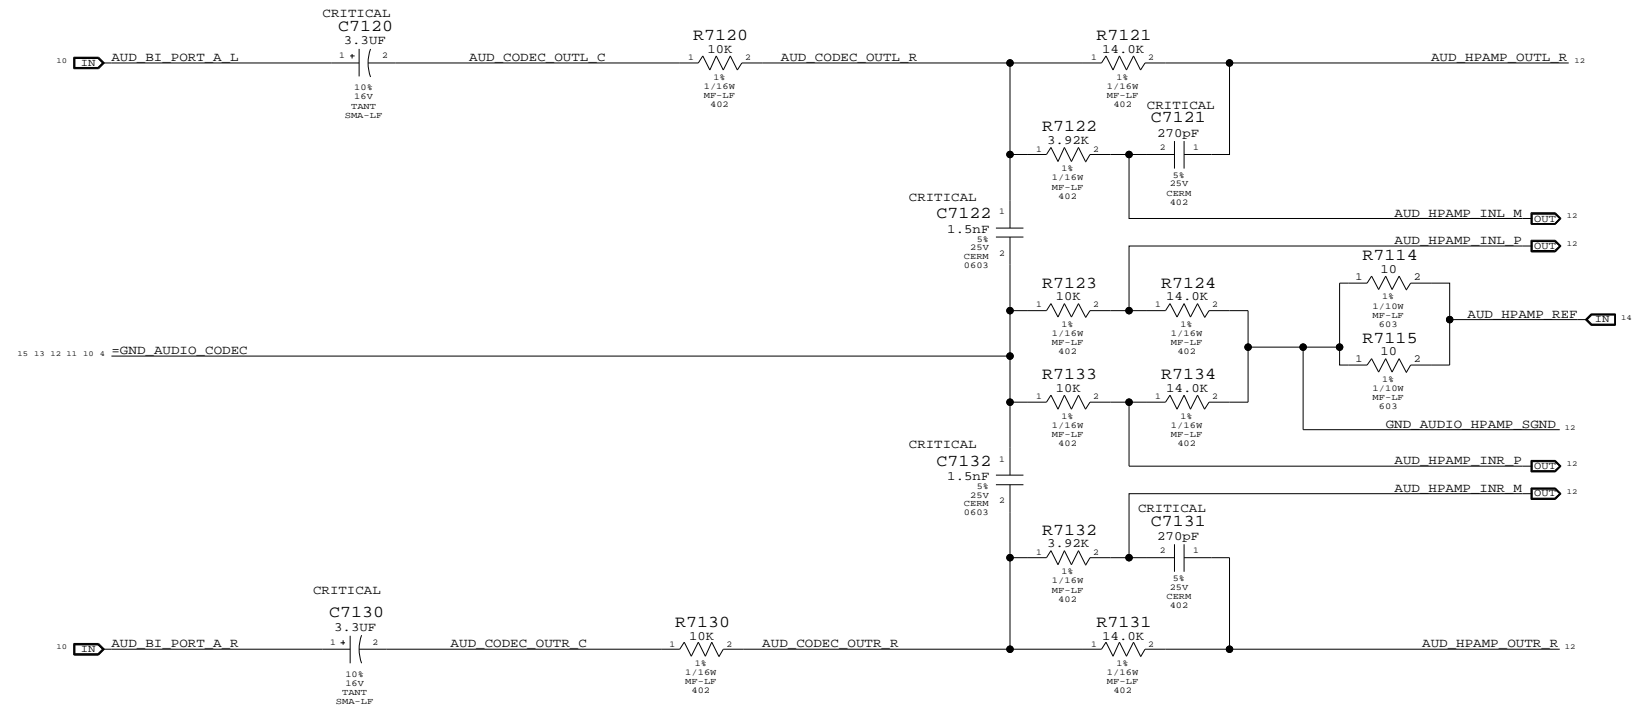 CRITICAL
C7120
3.3UF
1 + 2
10%
16V
TANT
SMA-LF
10 IN AUD_BI_PORT_A_L
AUD_CODEC_OUTL_C
R7120
10K
1 2
1%
1/16W
MF-LF
402
AUD_CODEC_OUTL_R
R7121
14.0K
1 2
1%
1/16W
MF-LF
402
AUD_HPAMP_OUTL_R 12
CRITICAL
C7121
270pF
2 1
5%
25V
CERM
402
R7122
3.92K
1 2
1%
1/16W
MF-LF
402
CRITICAL
C7122 1
1.5nF
5%
25V
CERM
0603
2
AUD_HPAMP_INL_M OUT 12
AUD_HPAMP_INL_P OUT 12
R7114
10
1 2
1%
1/10W
MF-LF
603
R7123
10K
1 2
1%
1/16W
MF-LF
402
R7124
14.0K
1 2
1%
1/16W
MF-LF
402
AUD_HPAMP_REF IN 14
R7115
10
1 2
1%
1/10W
MF-LF
603
15 13 12 11 10 4 =GND_AUDIO_CODEC
R7133
10K
1 2
1%
1/16W
MF-LF
402
R7134
14.0K
1 2
1%
1/16W
MF-LF
402
GND_AUDIO_HPAMP_SGND 12
CRITICAL
C7132 1
1.5nF
5%
25V
CERM
0603
2
AUD_HPAMP_INR_P OUT 12
AUD_HPAMP_INR_M OUT 12
CRITICAL
C7131
270pF
2 1
5%
25V
CERM
402
R7132
3.92K
1 2
1%
1/16W
MF-LF
402
CRITICAL
C7130
3.3UF
1 + 2
10%
16V
TANT
SMA-LF
10 IN AUD_BI_PORT_A_R
AUD_CODEC_OUTR_C
R7130
10K
1 2
1%
1/16W
MF-LF
402
AUD_CODEC_OUTR_R
R7131
14.0K
1 2
1%
1/16W
MF-LF
402
AUD_HPAMP_OUTR_R 12